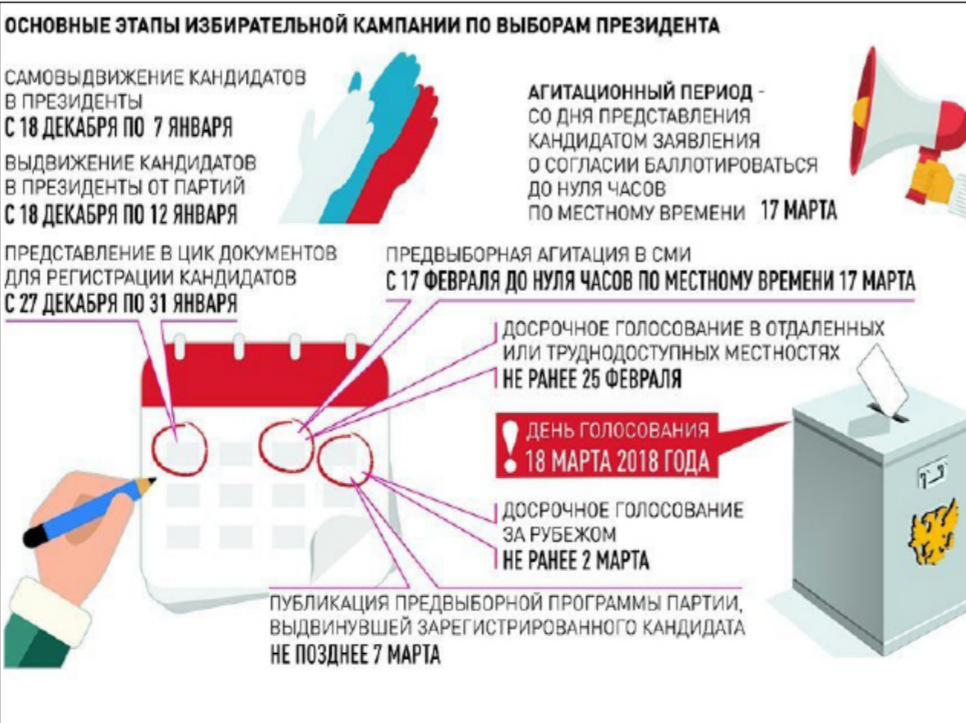 ОСНОВНЫЕ ЭТАПЫ ИЗБИРАТЕЛЬНОЙ КАМПАНИИ ПО ВЫБОРАМ ПРЕЗИДЕНТА
САМОВЫДВИЖЕНИЕ КАНДИДАТОВ
В ПРЕЗИДЕНТЫ
С 18 ДЕКАБРЯ ПО 7 ЯНВАРЯ
ВЫДВИЖЕНИЕ КАНДИДАТОВ
В ПРЕЗИДЕНТЫ ОТ ПАРТИЙ
С 18 ДЕКАБРЯ ПО 12 ЯНВАРЯ
АГИТАЦИОННЫЙ ПЕРИОД -
СО ДНЯ ПРЕДСТАВЛЕНИЯ
КАНДИДАТОМ ЗАЯВЛЕНИЯ
О СОГЛАСИИ БАЛЛОТИРОВАТЬСЯ
ДО НУЛЯ ЧАСОВ
ПО МЕСТНОМУ ВРЕМЕНИ 17 МАРТА
ПРЕДСТАВЛЕНИЕ В ЦИК ДОКУМЕНТОВ
ДЛЯ РЕГИСТРАЦИИ КАНДИДАТОВ
С 27 ДЕКАБРЯ ПО 31 ЯНВАРЯ
ПРЕДВЫБОРНАЯ АГИТАЦИЯ В СМИ
С 17 ФЕВРАЛЯ ДО НУЛЯ ЧАСОВ ПО МЕСТНОМУ ВРЕМЕНИ 17 МАРТА
ДОСРОЧНОЕ ГОЛОСОВАНИЕ В ОТДАЛЕННЫХ
ИЛИ ТРУДНОДОСТУПНЫХ МЕСТНОСТЯХ
НЕ РАНЕЕ 25 ФЕВРАЛЯ
! ДЕНЬ ГОЛОСОВАНИЯ
18 МАРТА 2018 ГОДА
ДОСРОЧНОЕ ГОЛОСОВАНИЕ
ЗА РУБЕЖОМ
НЕ РАНЕЕ 2 МАРТА
ПУБЛИКАЦИЯ ПРЕДВЫБОРНОЙ ПРОГРАММЫ ПАРТИИ,
ВЫДВИНУВШЕЙ ЗАРЕГИСТРИРОВАННОГО КАНДИДАТА
НЕ ПОЗДНЕЕ 7 МАРТА